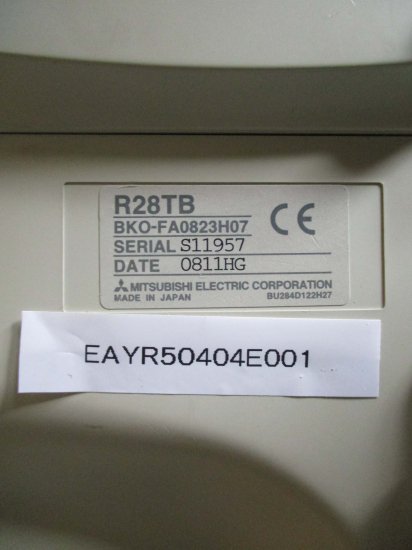 R28TB
BKO-FA0823H07
SERIAL S11957
DATE 0811HG
CE
MITSUBISHI ELECTRIC CORPORATION
MADE IN JAPAN BU284D122H27
EAYR50404E001